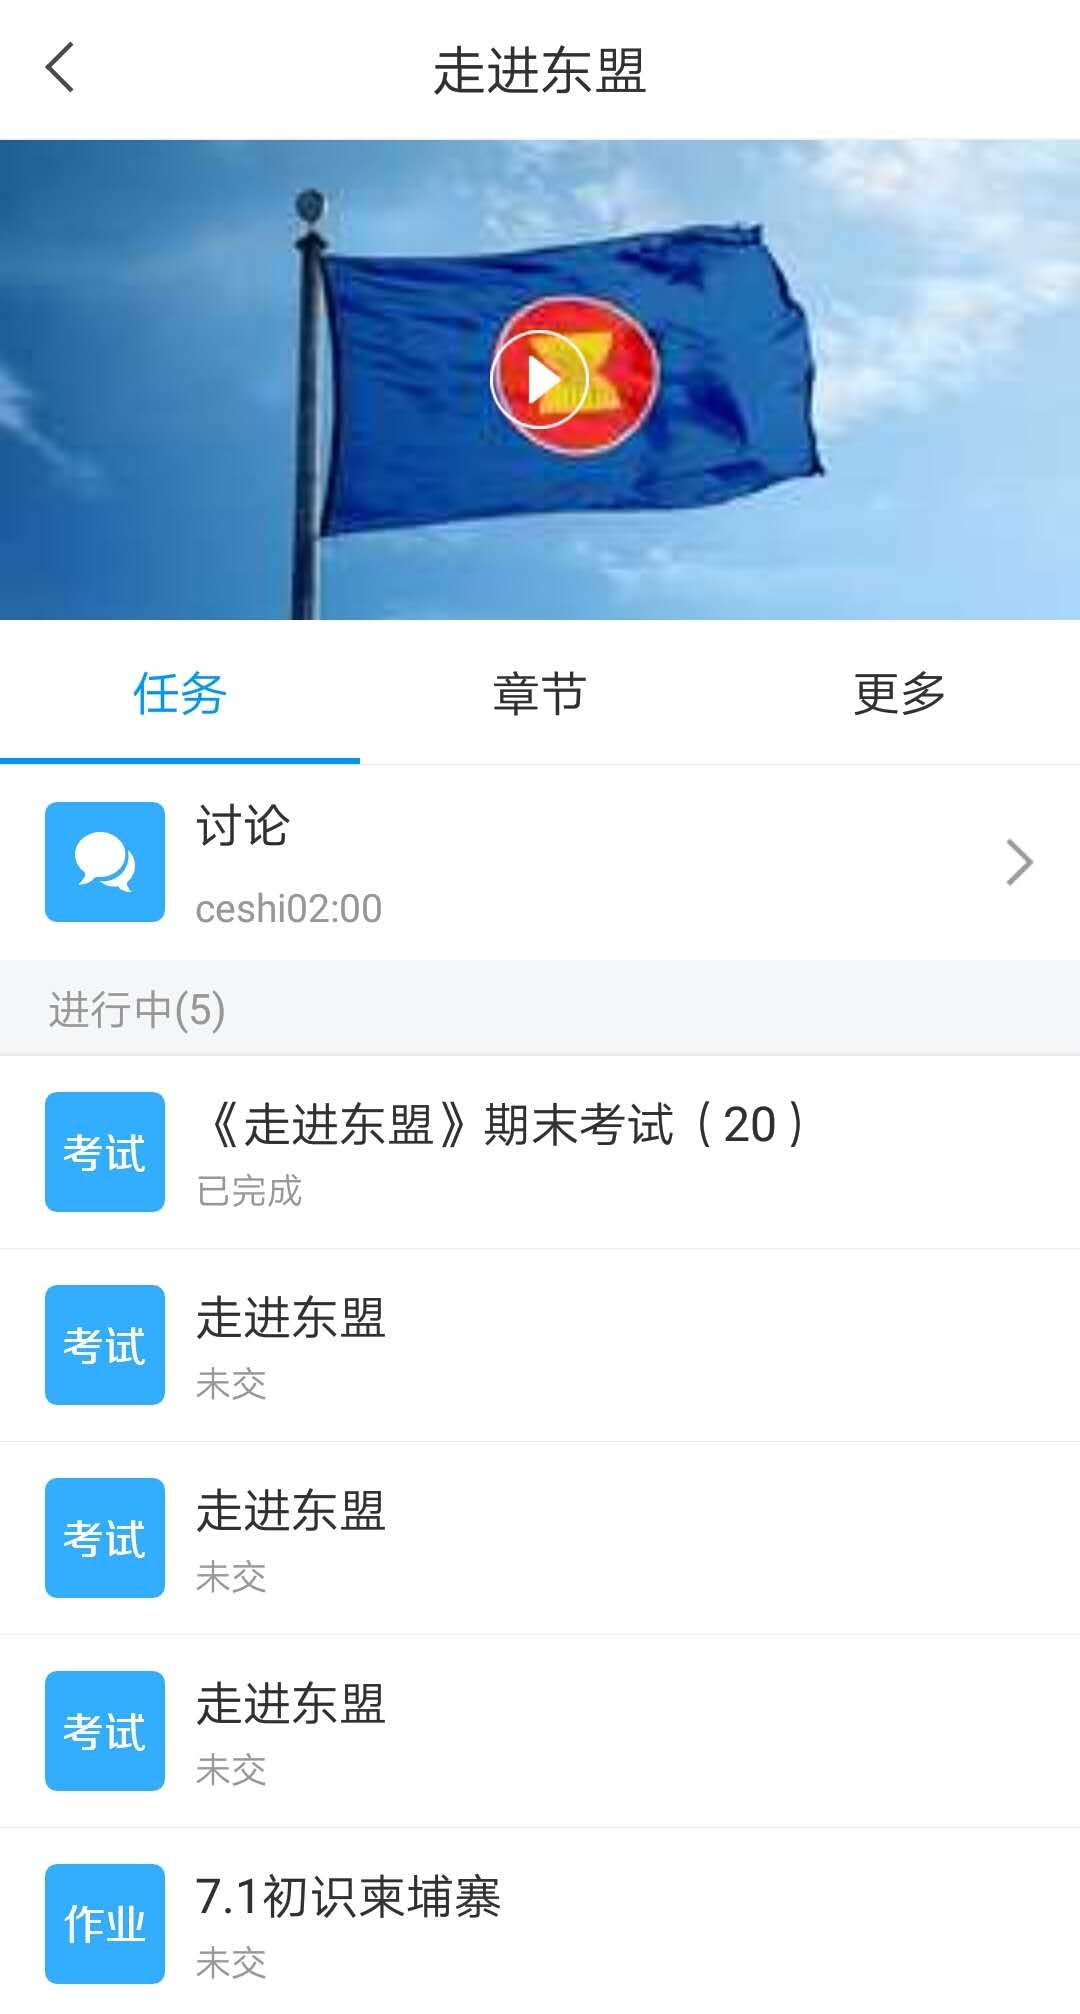 走进东盟
任务 章节 更多
讨论
ceshi02:00
进行中(5)
考试 《走进东盟》期末考试（20）
已完成
考试 走进东盟
未交
考试 走进东盟
未交
考试 走进东盟
未交
作业 7.1初识柬埔寨
未交